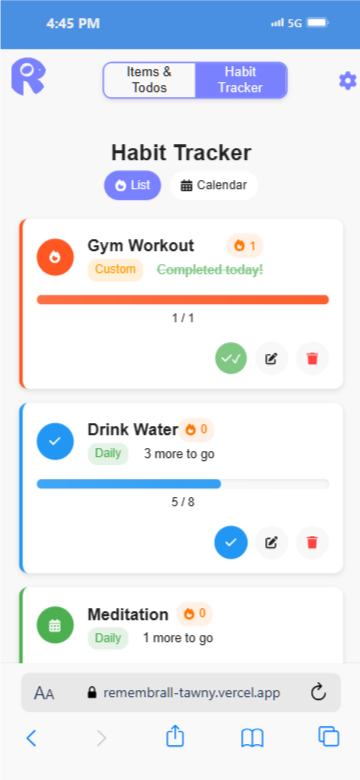 4:45 PM
5G
Items & Habit
Todos Tracker
Habit Tracker
List Calendar
Gym Workout 1
Custom Completed today!
1 / 1
Drink Water 0
Daily 3 more to go
5 / 8
Meditation 0
Daily 1 more to go
AA remembrall-tawny.vercel.app